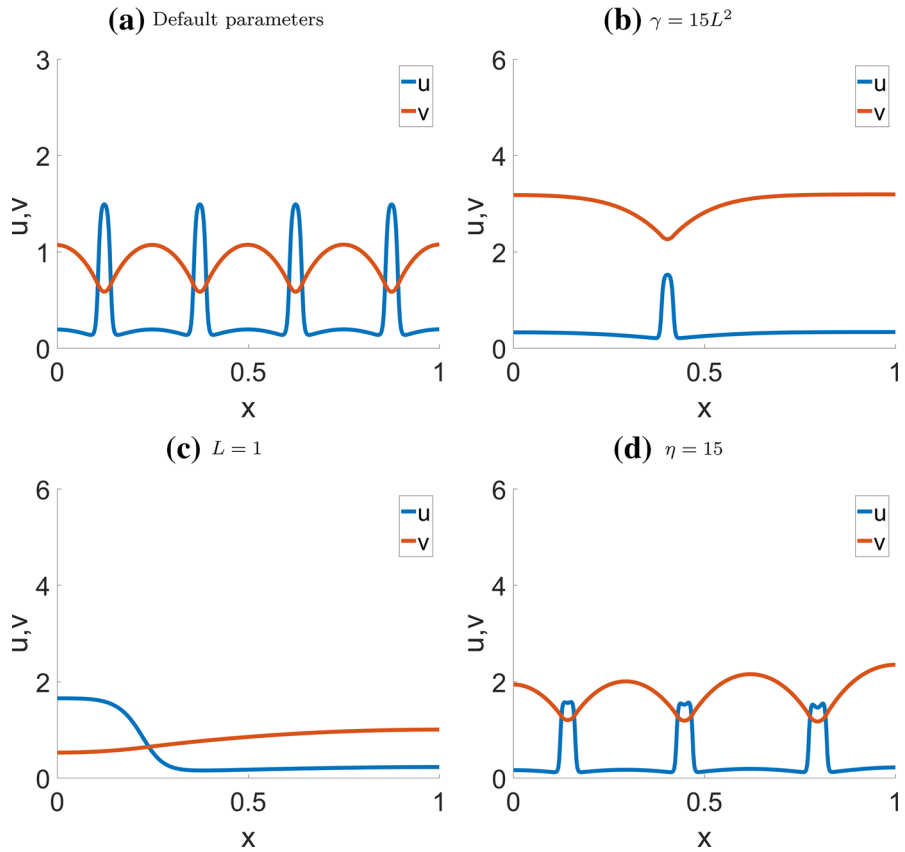 (a) Default parameters
3
2
1
0
u,v
u
v
0 0.5 1
x
(b) γ = 15L²
6
4
2
0
u,v
u
v
0 0.5 1
x
(c) L = 1
6
4
2
0
u,v
u
v
0 0.5 1
x
(d) η = 15
6
4
2
0
u,v
u
v
0 0.5 1
x